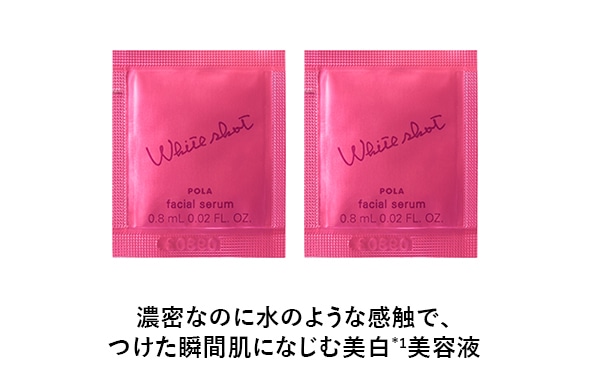 White shot
White shot
POLA
POLA
facial serum
facial serum
0.8 mL 0.02 FL. OZ.
0.8 mL 0.02 FL. OZ.
濃密なのに水のような感触で、
つけた瞬間肌になじむ美白*1美容液